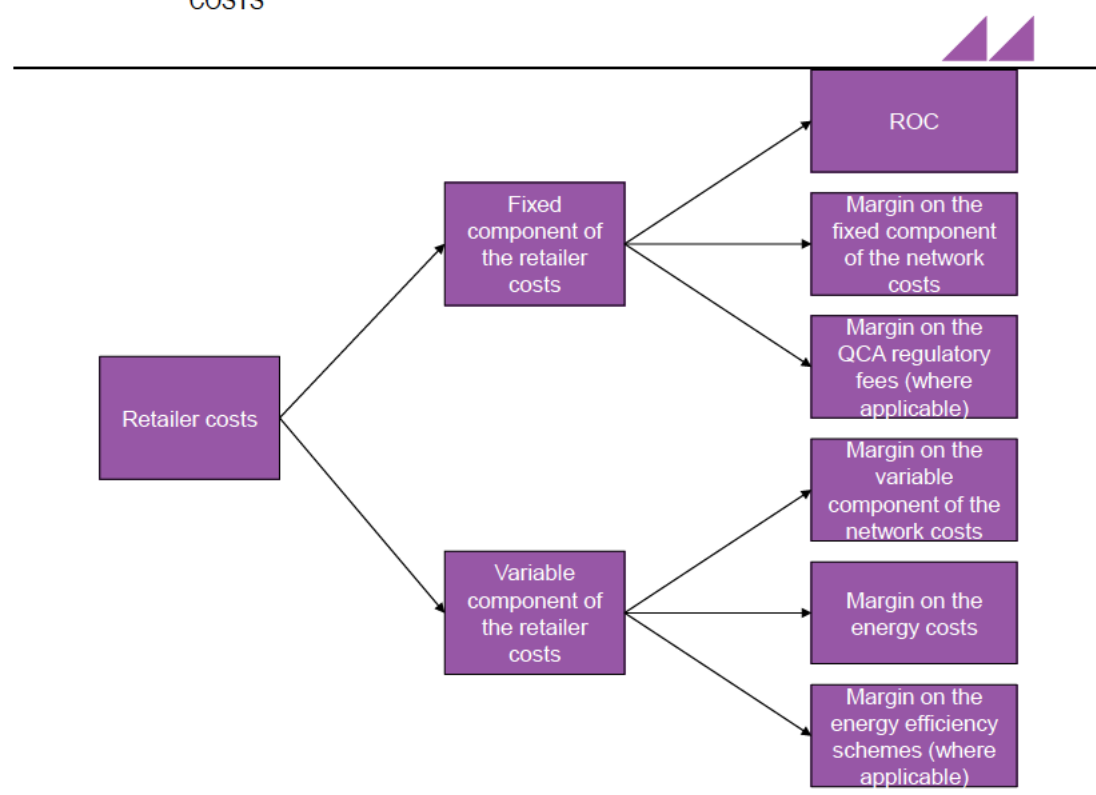 COSTS
ROC
Fixed
component of
the retailer
costs
Margin on the
fixed component
of the network
costs
Margin on the
QCA regulatory
fees (where
applicable)
Retailer costs
Margin on the
variable
component of the
network costs
Variable
component of
the retailer
costs
Margin on the
energy costs
Margin on the
energy efficiency
schemes (where
applicable)